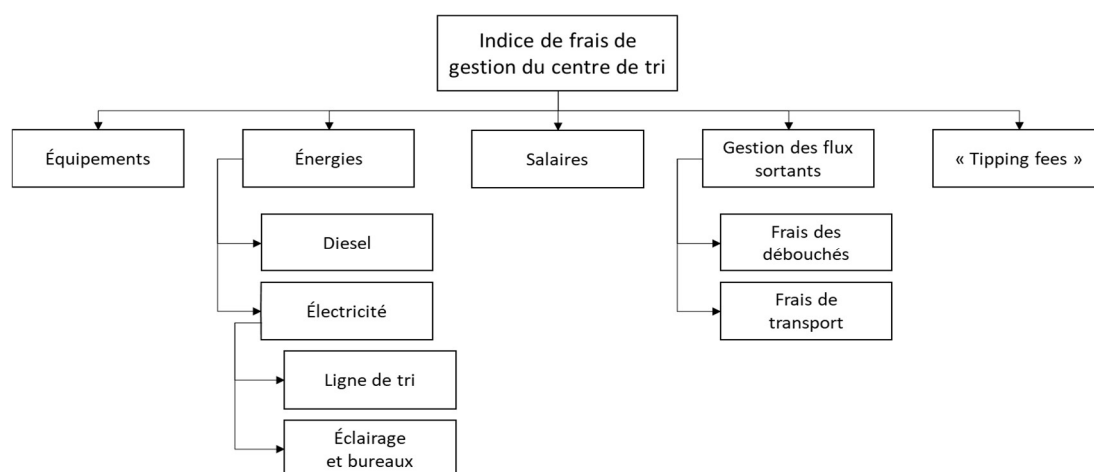 Indice de frais de
gestion du centre de tri
Équipements
Énergies
Salaires
Gestion des flux
sortants
« Tipping fees »
Diesel
Frais des
débouchés
Électricité
Frais de
transport
Ligne de tri
Éclairage
et bureaux